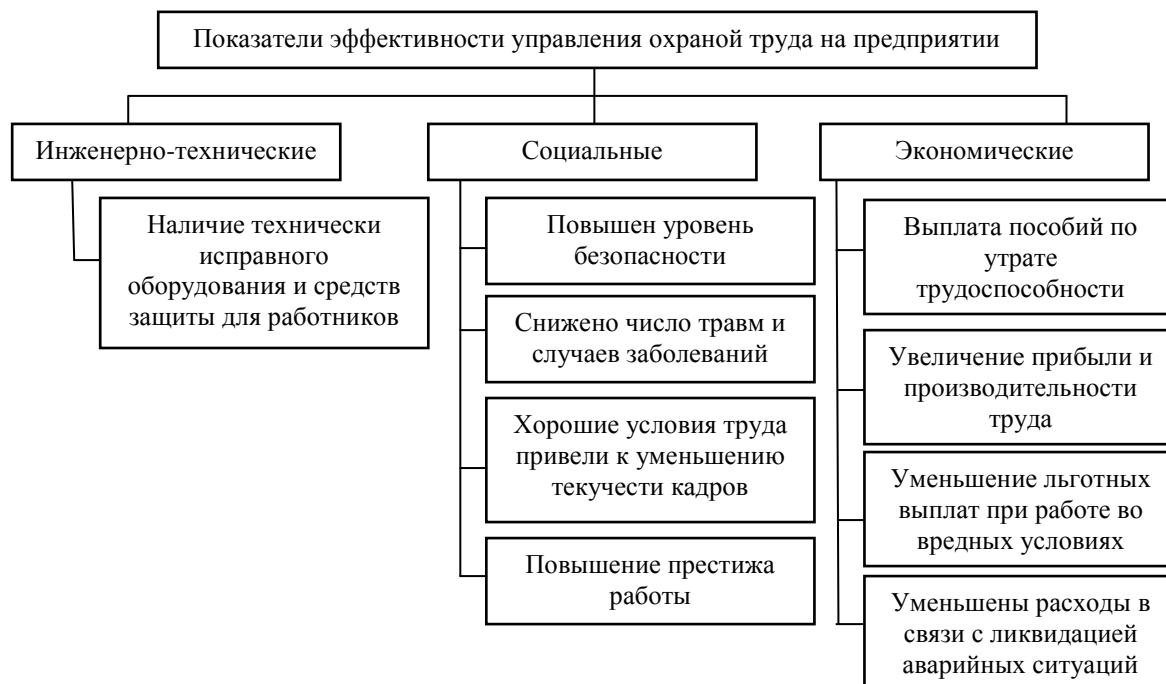 Показатели эффективности управления охраной труда на предприятии
Инженерно-технические
Наличие технически
исправного
оборудования и средств
защиты для работников
Социальные
Повышен уровень
безопасности
Снижено число травм и
случаев заболеваний
Хорошие условия труда
привели к уменьшению
текучести кадров
Повышение престижа
работы
Экономические
Выплата пособий по
утрате
трудоспособности
Увеличение прибыли и
производительности
труда
Уменьшение льготных
выплат при работе во
вредных условиях
Уменьшены расходы в
связи с ликвидацией
аварийных ситуаций